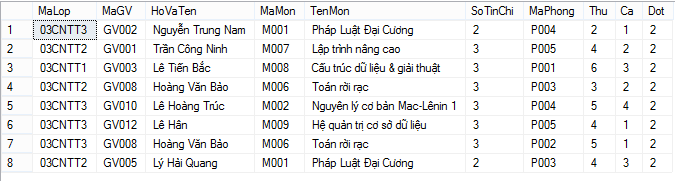 MaLop MaGV HoVaTen MaMon TenMon SoTinChi MaPhong Thu Ca Dot
1 03CNTT3 GV002 Nguyễn Trung Nam M001 Pháp Luật Đại Cương 2 P004 2 1 2
2 03CNTT2 GV001 Trần Công Ninh M007 Lập trình nâng cao 3 P005 4 2 2
3 03CNTT1 GV003 Lê Tiến Bắc M008 Cấu trúc dữ liệu & giải thuật 3 P001 6 3 2
4 03CNTT2 GV008 Hoàng Văn Bảo M006 Toán rời rạc 3 P003 3 2 2
5 03CNTT3 GV010 Lê Hoàng Trúc M002 Nguyên lý cơ bản Mac-Lênin 1 3 P004 5 4 2
6 03CNTT3 GV012 Lê Hân M009 Hệ quản trị cơ sở dữ liệu 3 P005 4 1 2
7 03CNTT3 GV008 Hoàng Văn Bảo M006 Toán rời rạc 3 P002 5 1 2
8 03CNTT2 GV005 Lý Hải Quang M001 Pháp Luật Đại Cương 2 P003 4 3 2